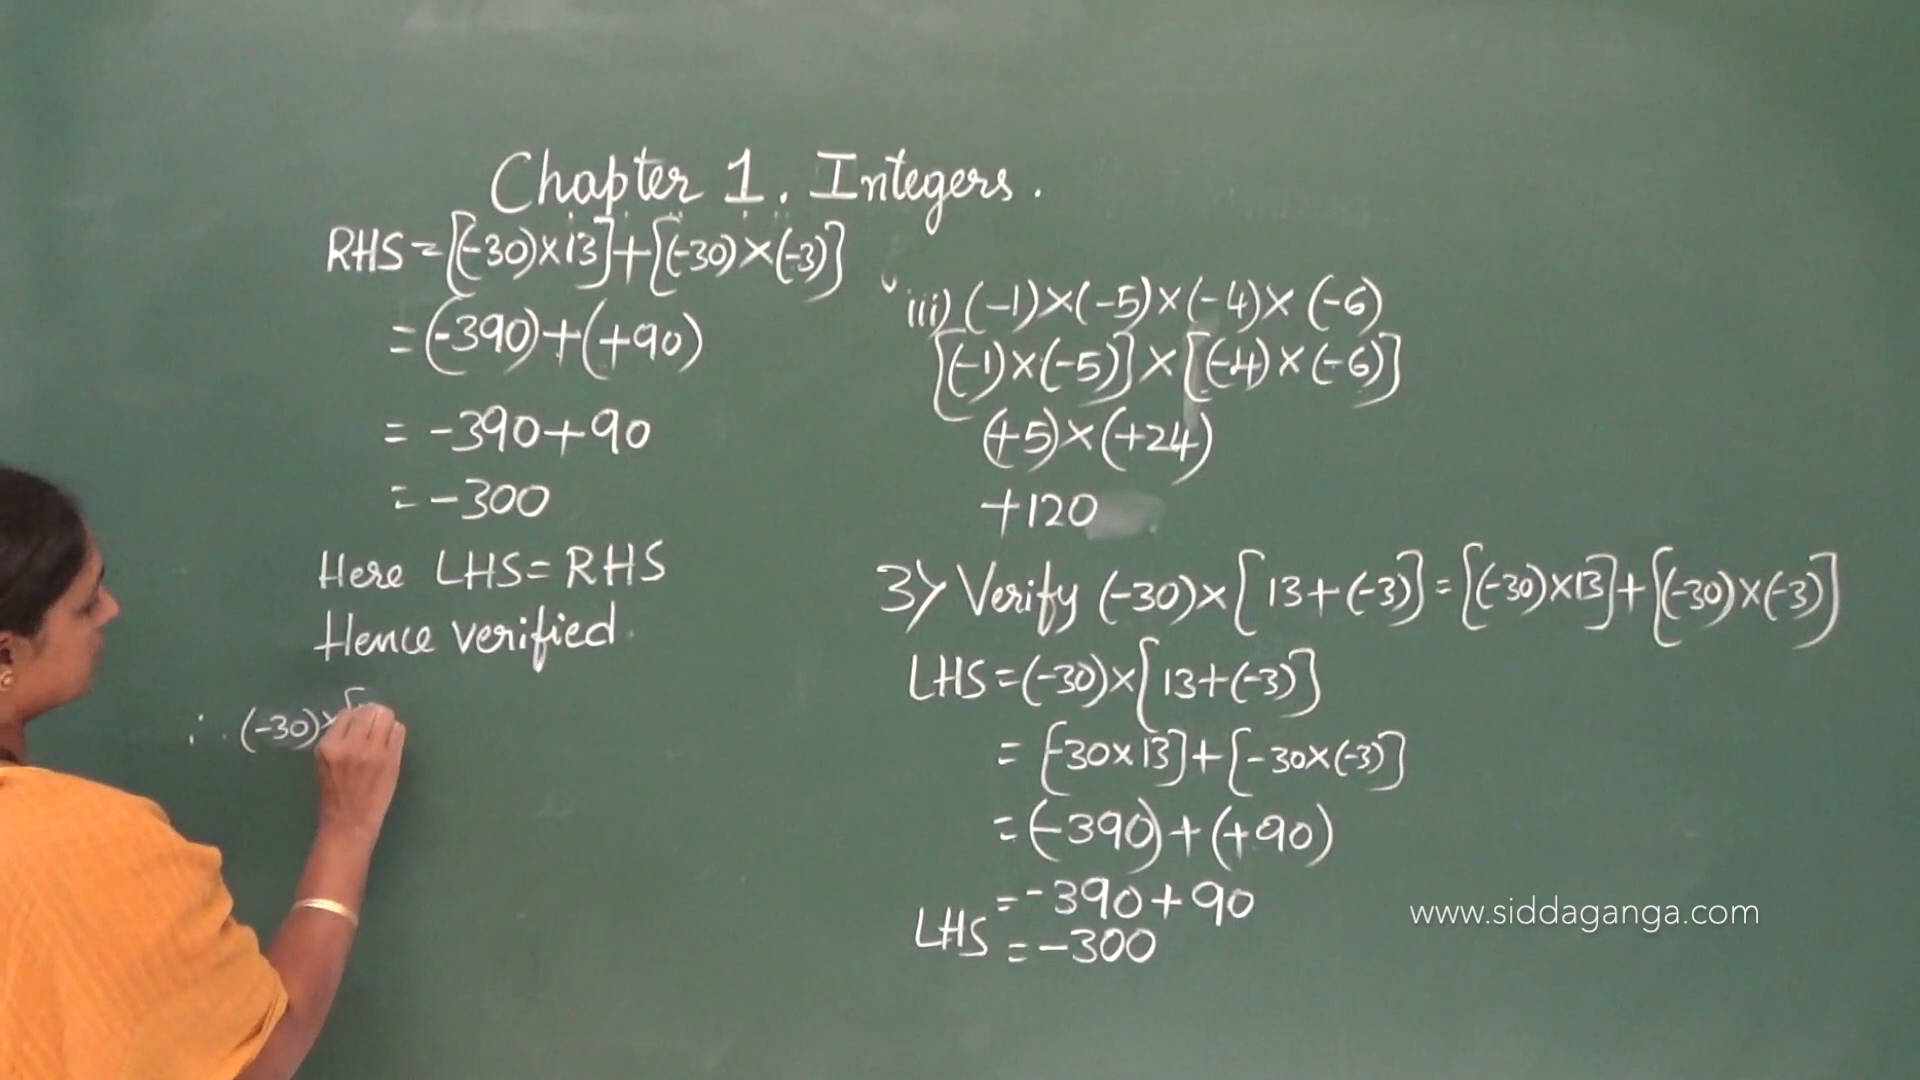 Chapter 1. Integers.
RHS = [(-30)×13]+[(-30)×(-3)]
= (-390)+(+90)
= -390+90
= -300
Here LHS = RHS
Hence verified.
∴ (-30)×[
iii) (-1)×(-5)×(-4)×(-6)
[(-1)×(-5)]×[(-4)×(-6)]
(+5)×(+24)
+120
3) Verify (-30)×[13+(-3)] = [(-30)×13]+[(-30)×(-3)]
LHS = (-30)×[13+(-3)]
= [-30×13]+[-30×(-3)]
= (-390)+(+90)
= -390+90
LHS = -300
www.siddaganga.com